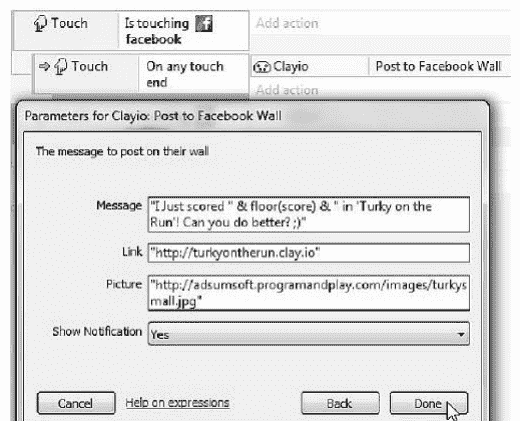 Touch Is touching facebook Add action
facebook
Touch On any touch Clayio Post to Facebook Wall
end
Add action
Parameters for Clayio: Post to Facebook Wall
The message to post on their wall
Message "I Just scored " & floor(score) & " in 'Turky on the
Run'! Can you do better? ;)"
Link "http://turkyontherun.clay.io"
Picture "http://adsumsoft.programandplay.com/images/turkys
mall.jpg"
Show Notification Yes
Cancel Help on expressions Back Done